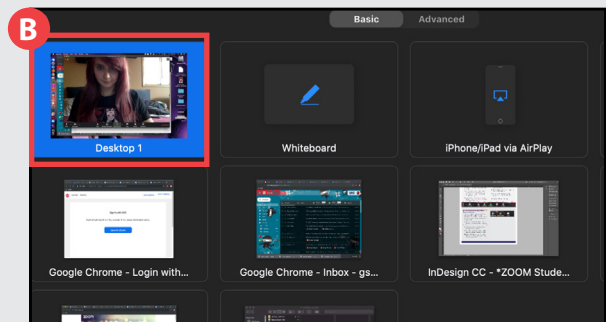 B
Basic Advanced
Desktop 1
Whiteboard
iPhone/iPad via AirPlay
Google Chrome - Login with...
Google Chrome - Inbox - gs...
InDesign CC - *ZOOM Stude...
zoom